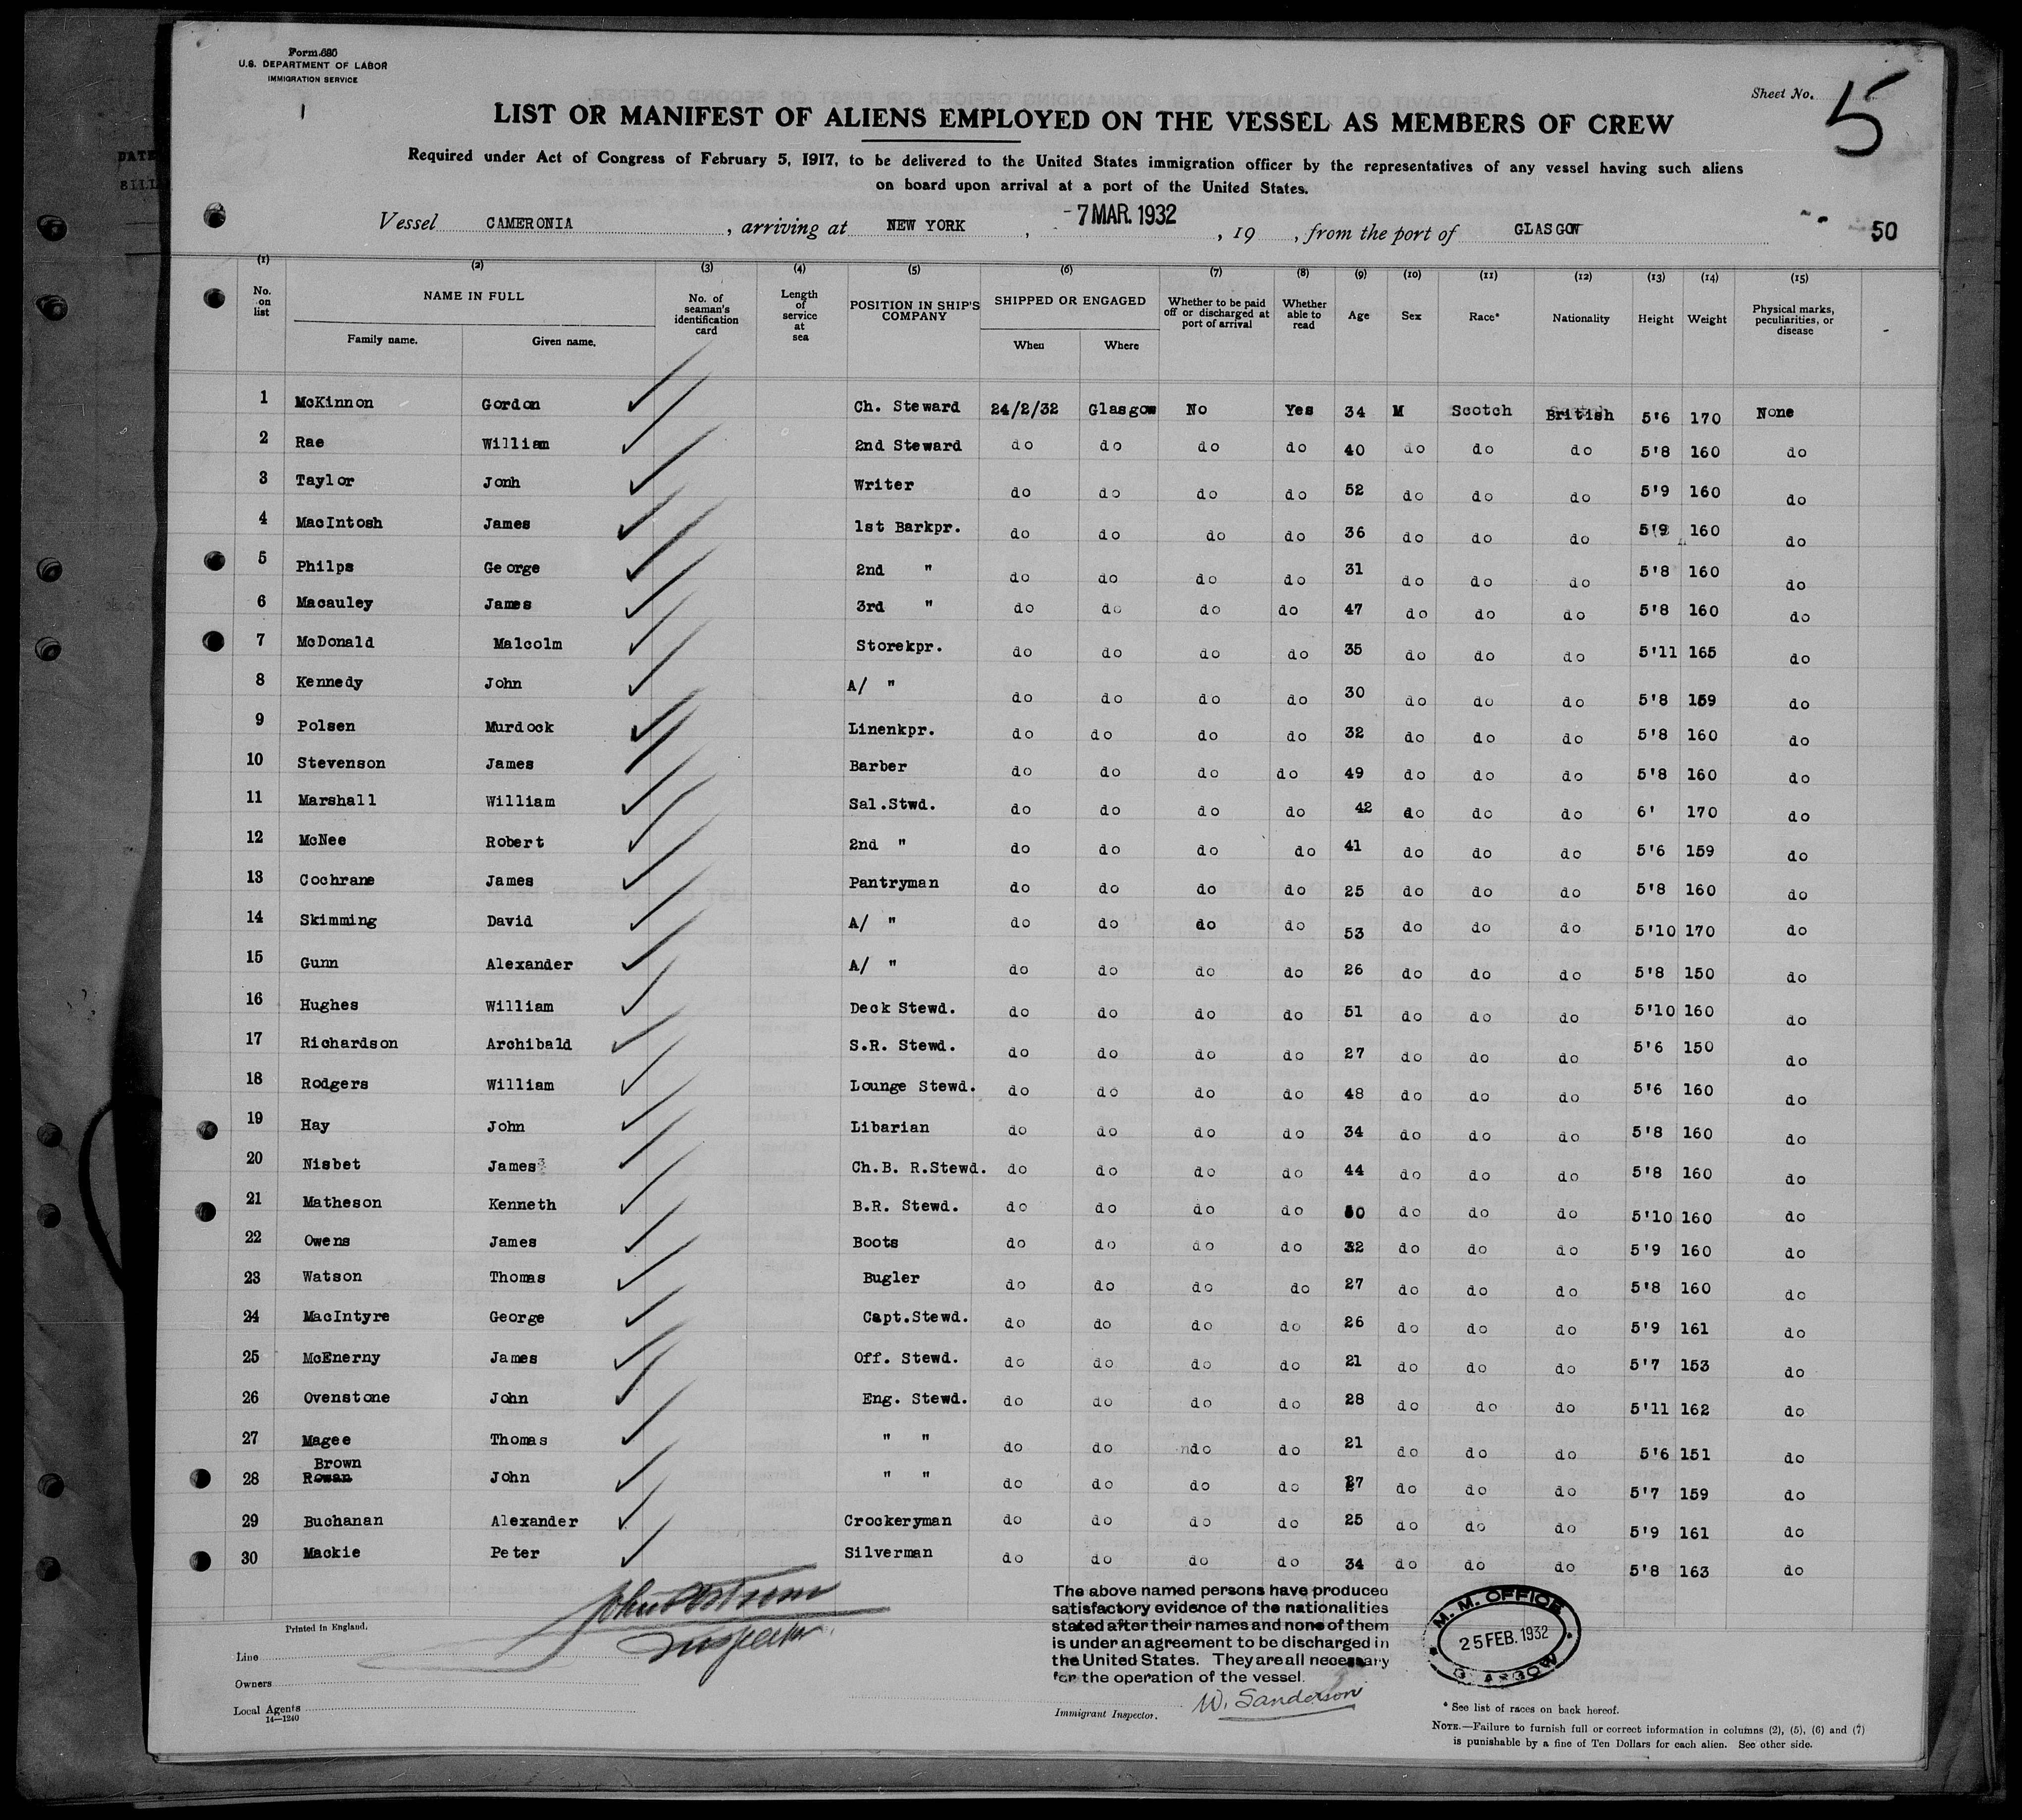 Form 680
U.S. DEPARTMENT OF LABOR
IMMIGRATION SERVICE
Sheet No. 5
LIST OR MANIFEST OF ALIENS EMPLOYED ON THE VESSEL AS MEMBERS OF CREW
Required under Act of Congress of February 5, 1917, to be delivered to the United States immigration officer by the representatives of any vessel having such aliens
on board upon arrival at a port of the United States.
Vessel CAMERONIA, arriving at NEW YORK, -7 MAR. 1932, 19 , from the port of GLASGOW 50
(1) (2) (3) (4) (5) (6) (7) (8) (9) (10) (11) (12) (13) (14) (15)
No. on list NAME IN FULL Family name. Given name. No. of seaman's identification card Length of service at sea POSITION IN SHIP'S COMPANY SHIPPED OR ENGAGED When Where Whether to be paid off or discharged at port of arrival Whether able to read Age Sex Race* Nationality Height Weight Physical marks, peculiarities, or disease
1 McKinnon Gordon Ch. Steward 24/2/32 Glasgow No Yes 34 M Scotch British 5'6 170 None
2 Rae William 2nd Steward do do do do 40 do do do 5'8 160 do
3 Taylor Jonh Writer do do do do 52 do do do 5'9 160 do
4 MacIntosh James 1st Barkpr. do do do do 36 do do do 5'9 160 do
5 Philps George 2nd " do do do do 31 do do do 5'8 160 do
6 Macauley James 3rd " do do do do 47 do do do 5'8 160 do
7 McDonald Malcolm Storekpr. do do do do 35 do do do 5'11 165 do
8 Kennedy John A/ " do do do do 30 do do do 5'8 159 do
9 Polsen Murdock Linenkpr. do do do do 32 do do do 5'8 160 do
10 Stevenson James Barber do do do do 49 do do do 5'8 160 do
11 Marshall William Sal.Stwd. do do do do 42 do do do 6' 170 do
12 McNee Robert 2nd " do do do do 41 do do do 5'6 159 do
13 Cochrane James Pantryman do do do do 25 do do do 5'8 160 do
14 Skimming David A/ " do do do do 53 do do do 5'10 170 do
15 Gunn Alexander A/ " do do do do 26 do do do 5'8 150 do
16 Hughes William Deck Stewd. do do do do 51 do do do 5'10 160 do
17 Richardson Archibald S.R. Stewd. do do do do 27 do do do 5'6 150 do
18 Rodgers William Lounge Stewd. do do do do 48 do do do 5'6 160 do
19 Hay John Libarian do do do do 34 do do do 5'8 160 do
20 Nisbet James Ch.B. R.Stewd. do do do do 44 do do do 5'8 160 do
21 Matheson Kenneth B.R. Stewd. do do do do do do do 5'10 160 do
22 Owens James Boots do do do do 32 do do do 5'9 160 do
23 Watson Thomas Bugler do do do do 27 do do do 5'8 160 do
24 MacIntyre George Capt.Stewd. do do do do 26 do do do 5'9 161 do
25 McEnerny James Off. Stewd. do do do do 21 do do do 5'7 153 do
26 Ovenstone John Eng. Stewd. do do do do 28 do do do 5'11 162 do
27 Magee Thomas " " do do do do 21 do do do 5'6 151 do
Brown
28 Rowan John " " do do do do 27 do do do 5'7 159 do
29 Buchanan Alexander Crockeryman do do do do 25 do do do 5'9 161 do
30 Mackie Peter Silverman do do do do 34 do do do 5'8 163 do
Inspector
The above named persons have produced
satisfactory evidence of the nationalities
stated after their names and none of them
is under an agreement to be discharged in
the United States. They are all necessary
for the operation of the vessel.
M. M. OFFICE
25 FEB. 1932
GLASGOW
Printed in England.
Line
Owners
Local Agents
14—1240
Immigrant Inspector. W. Sanderson
* See list of races on back hereof.
NOTE.—Failure to furnish full or correct information in columns (2), (5), (6) and (7)
is punishable by a fine of Ten Dollars for each alien. See other side.